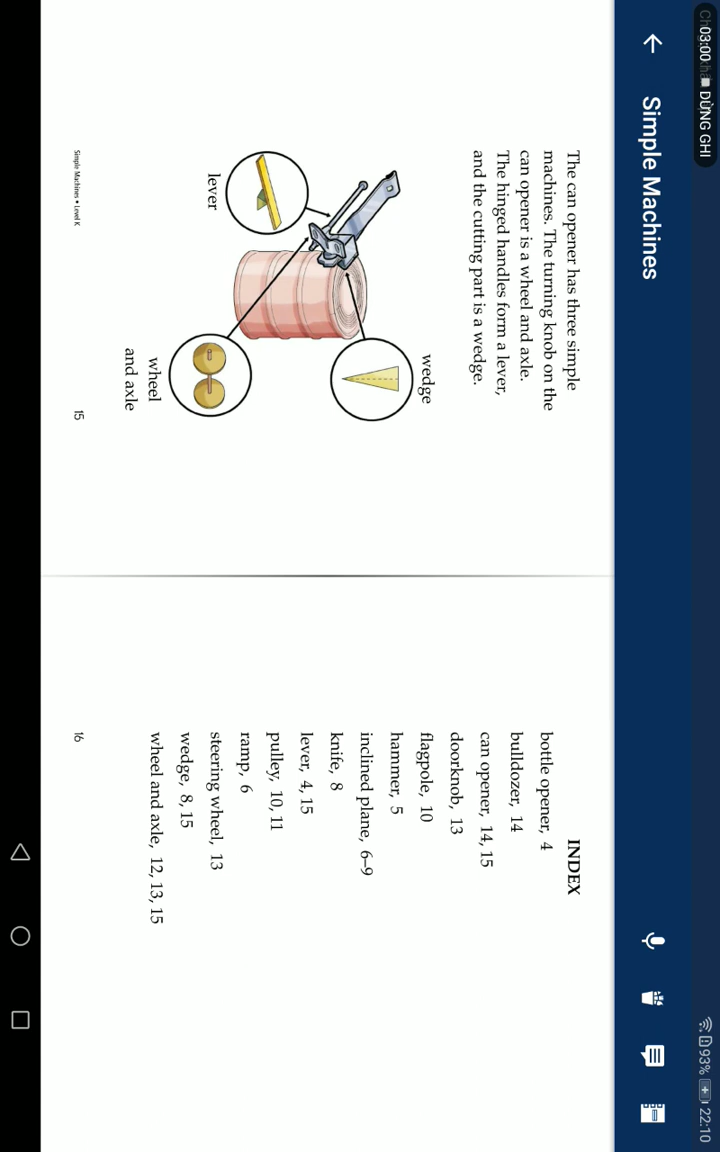 03:00 ■ DỪNG GHI
93% 22:10
Simple Machines
The can opener has three simple
machines. The turning knob on the
can opener is a wheel and axle.
The hinged handles form a lever,
and the cutting part is a wedge.
wedge
lever
wheel
and axle
Simple Machines • Level K
15
INDEX
bottle opener, 4
bulldozer, 14
can opener, 14, 15
doorknob, 13
flagpole, 10
hammer, 5
inclined plane, 6–9
knife, 8
lever, 4, 15
pulley, 10, 11
ramp, 6
steering wheel, 13
wedge, 8, 15
wheel and axle, 12, 13, 15
16